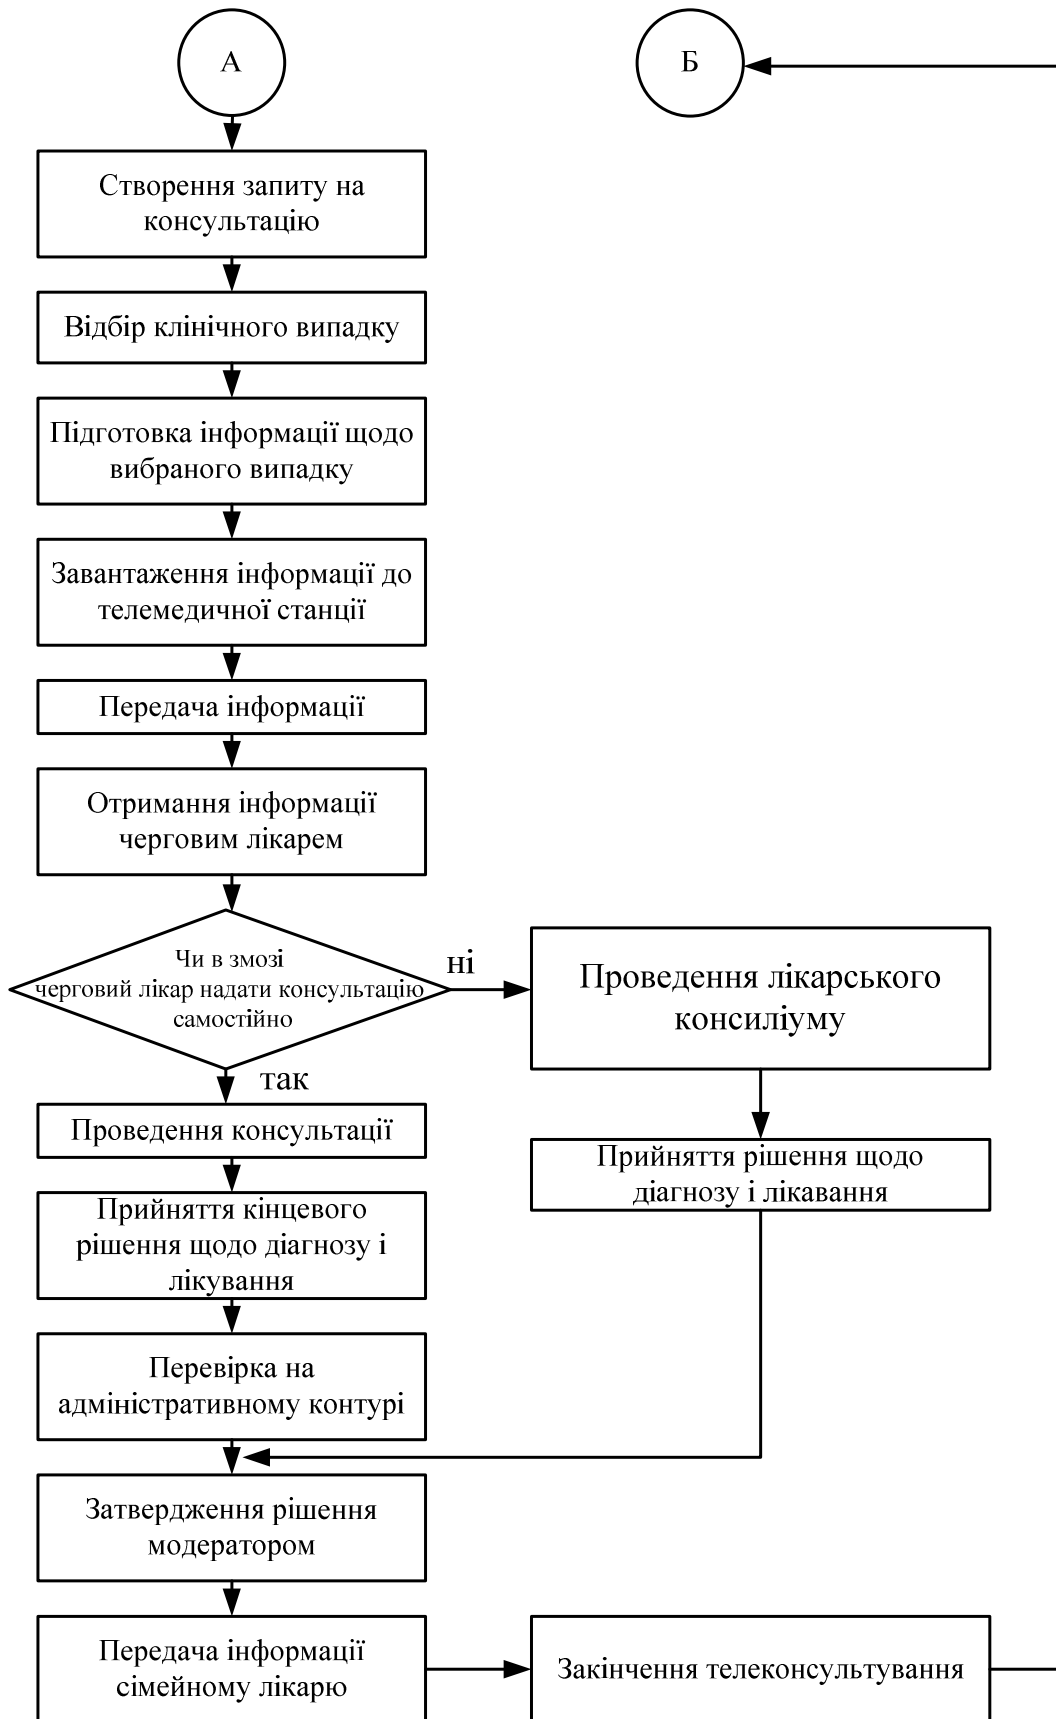 А
Б
Створення запиту на
консультацію
Відбір клінічного випадку
Підготовка інформації щодо
вибраного випадку
Завантаження інформації до
телемедичної станції
Передача інформації
Отримання інформації
черговим лікарем
Чи в змозі
черговий лікар надати консультацію
самостійно
ні
Проведення лікарського
консиліуму
так
Проведення консультації
Прийняття рішення щодо
діагнозу і лікавання
Прийняття кінцевого
рішення щодо діагнозу і
лікування
Перевірка на
адміністративному контурі
Затвердження рішення
модератором
Передача інформації
сімейному лікарю
Закінчення телеконсультування